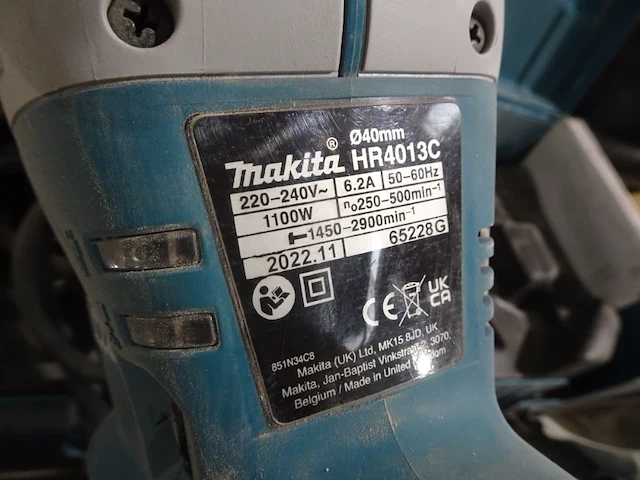 Ø40mm
makita® HR4013C
220-240V~ 6.2A 50-60Hz
1100W n₀250-500min⁻¹
1450-2900min⁻¹
2022.11 65228G
CE UK CA
851N34C8
Makita (UK) Ltd, MK15 8JD, UK
Makita, Jan-Baptist Vinkstraat 2, 3070,
Belgium / Made in United Kingdom